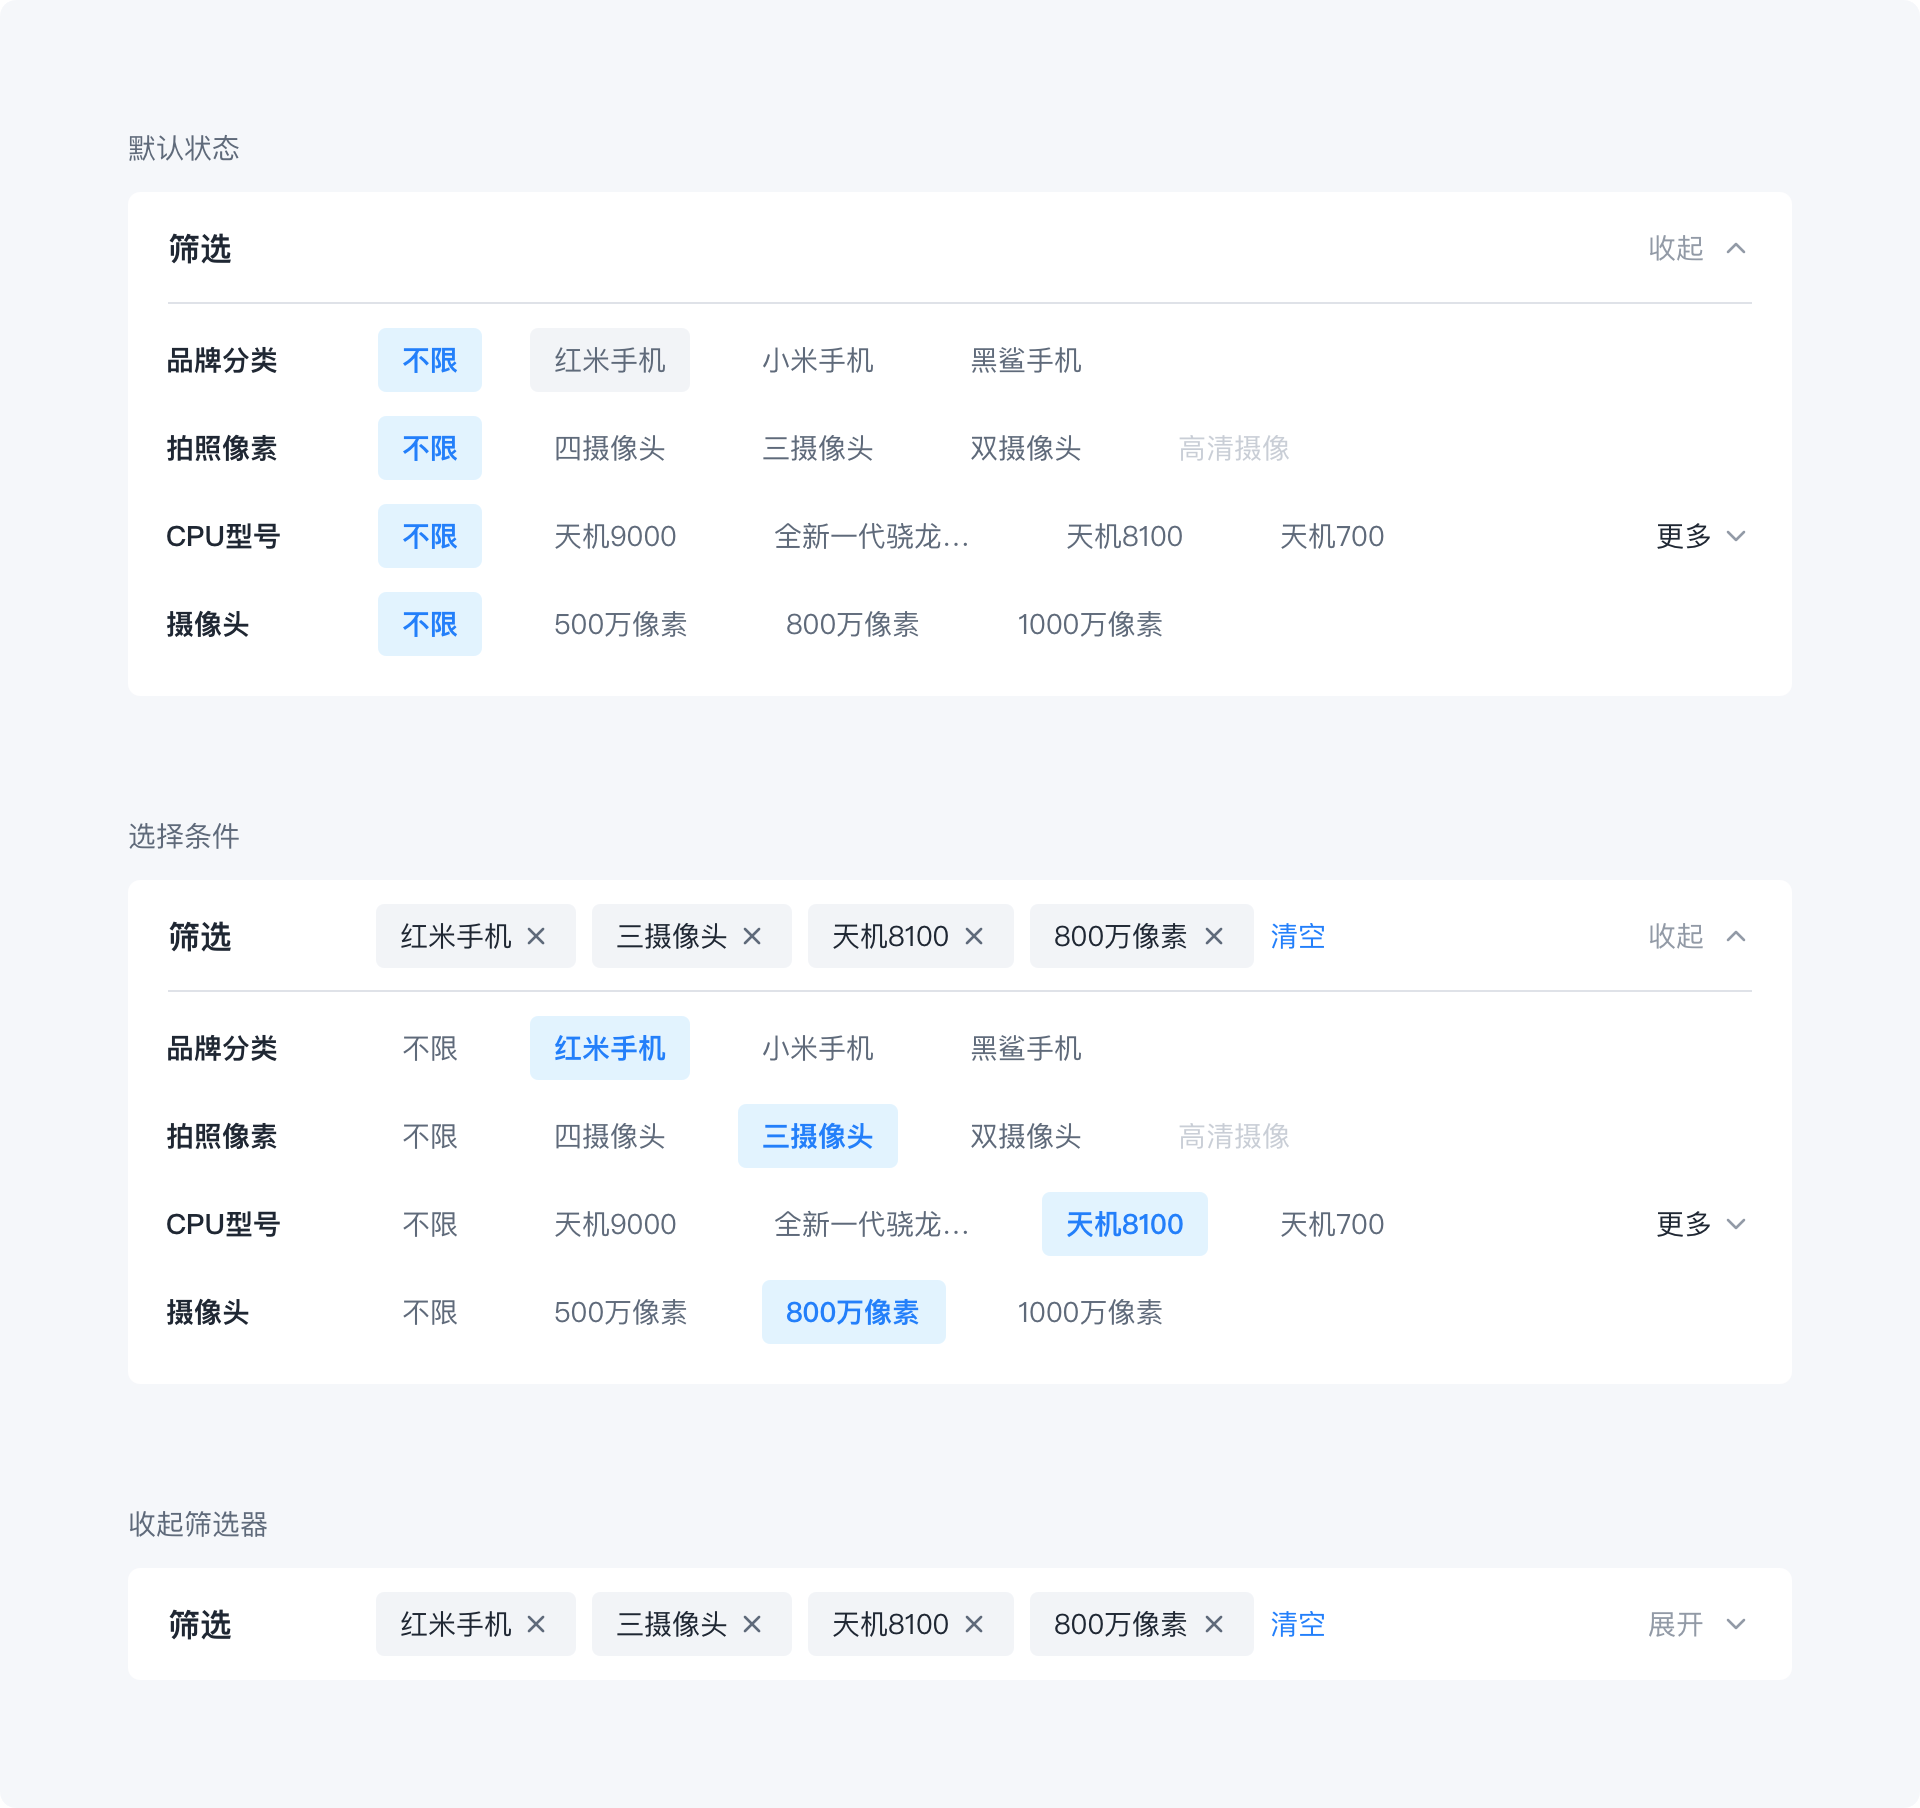 默认状态
筛选 收起
品牌分类 不限 红米手机 小米手机 黑鲨手机
拍照像素 不限 四摄像头 三摄像头 双摄像头 高清摄像
CPU型号 不限 天机9000 全新一代骁龙... 天机8100 天机700 更多
摄像头 不限 500万像素 800万像素 1000万像素
选择条件
筛选 红米手机 三摄像头 天机8100 800万像素 清空 收起
品牌分类 不限 红米手机 小米手机 黑鲨手机
拍照像素 不限 四摄像头 三摄像头 双摄像头 高清摄像
CPU型号 不限 天机9000 全新一代骁龙... 天机8100 天机700 更多
摄像头 不限 500万像素 800万像素 1000万像素
收起筛选器
筛选 红米手机 三摄像头 天机8100 800万像素 清空 展开